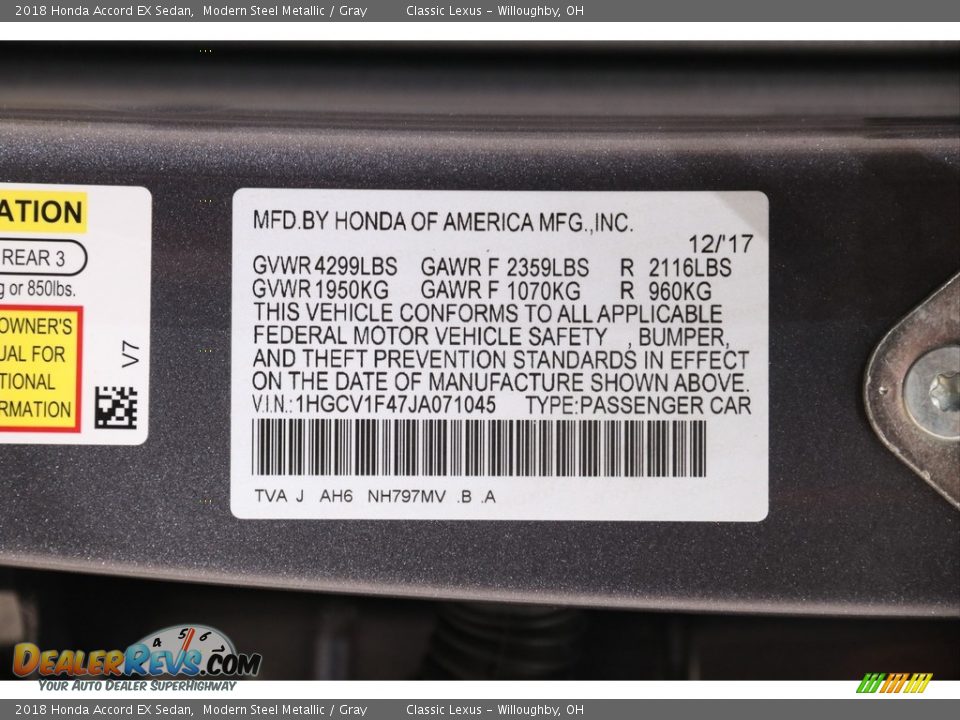 2018 Honda Accord EX Sedan, Modern Steel Metallic / Gray Classic Lexus - Willoughby, OH
ATION
REAR 3
g or 850lbs.
OWNER'S
UAL FOR
TIONAL
RMATION
V7
MFD.BY HONDA OF AMERICA MFG.,INC.
12/'17
GVWR 4299LBS GAWR F 2359LBS R 2116LBS
GVWR 1950KG GAWR F 1070KG R 960KG
THIS VEHICLE CONFORMS TO ALL APPLICABLE
FEDERAL MOTOR VEHICLE SAFETY , BUMPER,
AND THEFT PREVENTION STANDARDS IN EFFECT
ON THE DATE OF MANUFACTURE SHOWN ABOVE.
V.I.N.:1HGCV1F47JA071045 TYPE:PASSENGER CAR
TVA J AH6 NH797MV .B .A
4 5 6
DEALERREVS.COM
YOUR AUTO DEALER SUPERHIGHWAY
2018 Honda Accord EX Sedan, Modern Steel Metallic / Gray Classic Lexus - Willoughby, OH